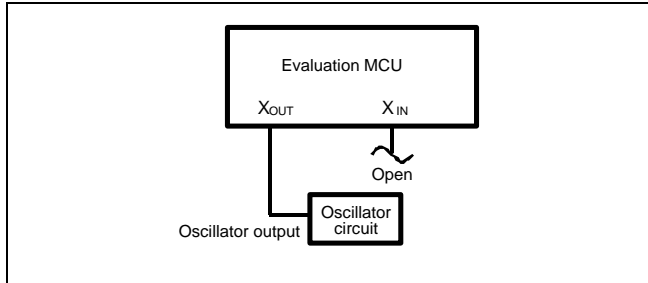 Evaluation MCU
XOUT X IN
Open
Oscillator output
Oscillator
circuit